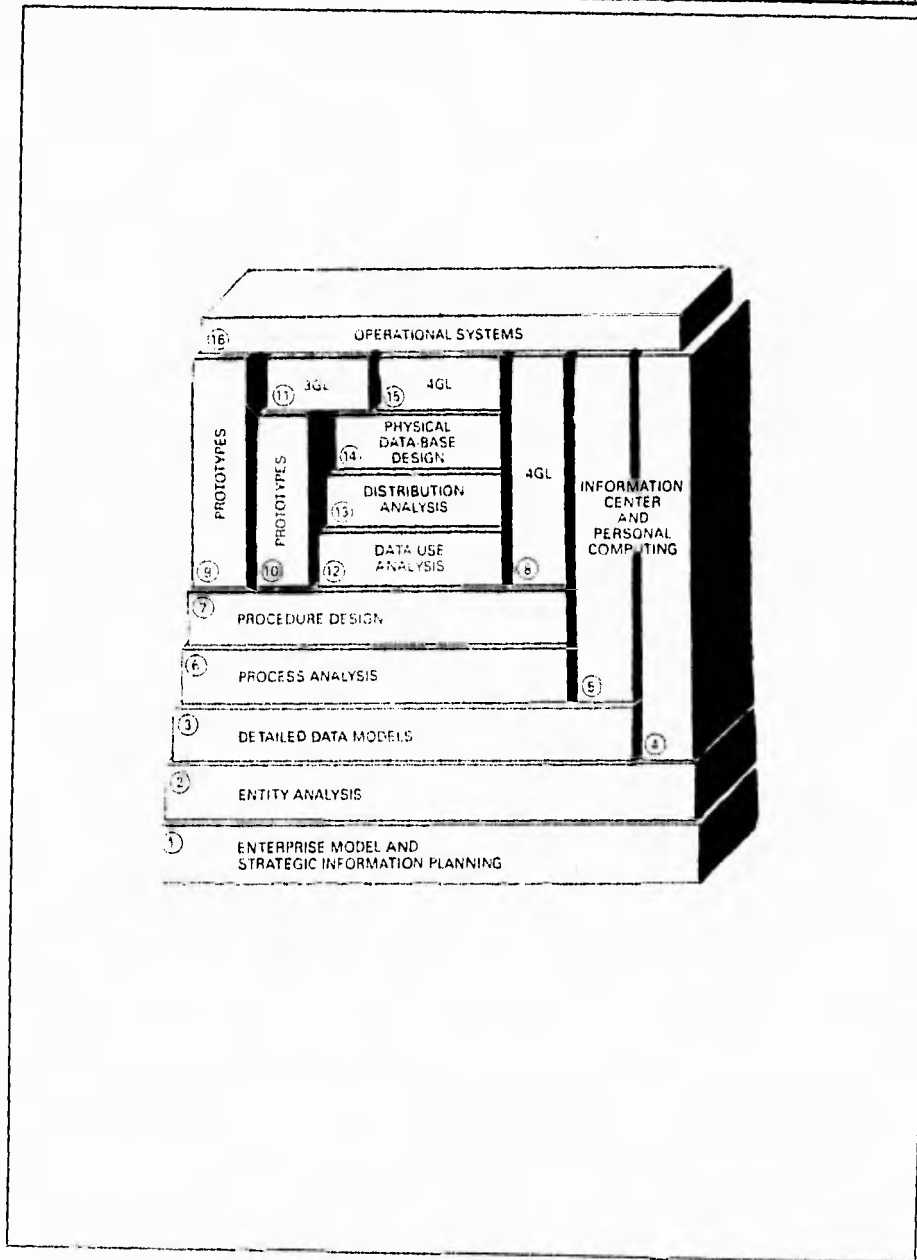 16 OPERATIONAL SYSTEMS
PROTOTYPES
9
11 3GL
15 4GL
PROTOTYPES
10
14 PHYSICAL
DATA-BASE
DESIGN
13 DISTRIBUTION
ANALYSIS
12 DATA USE
ANALYSIS
4GL
8
INFORMATION
CENTER
AND
PERSONAL
COMPUTING
5
4
7 PROCEDURE DESIGN
6 PROCESS ANALYSIS
3 DETAILED DATA MODELS
2 ENTITY ANALYSIS
1 ENTERPRISE MODEL AND
STRATEGIC INFORMATION PLANNING